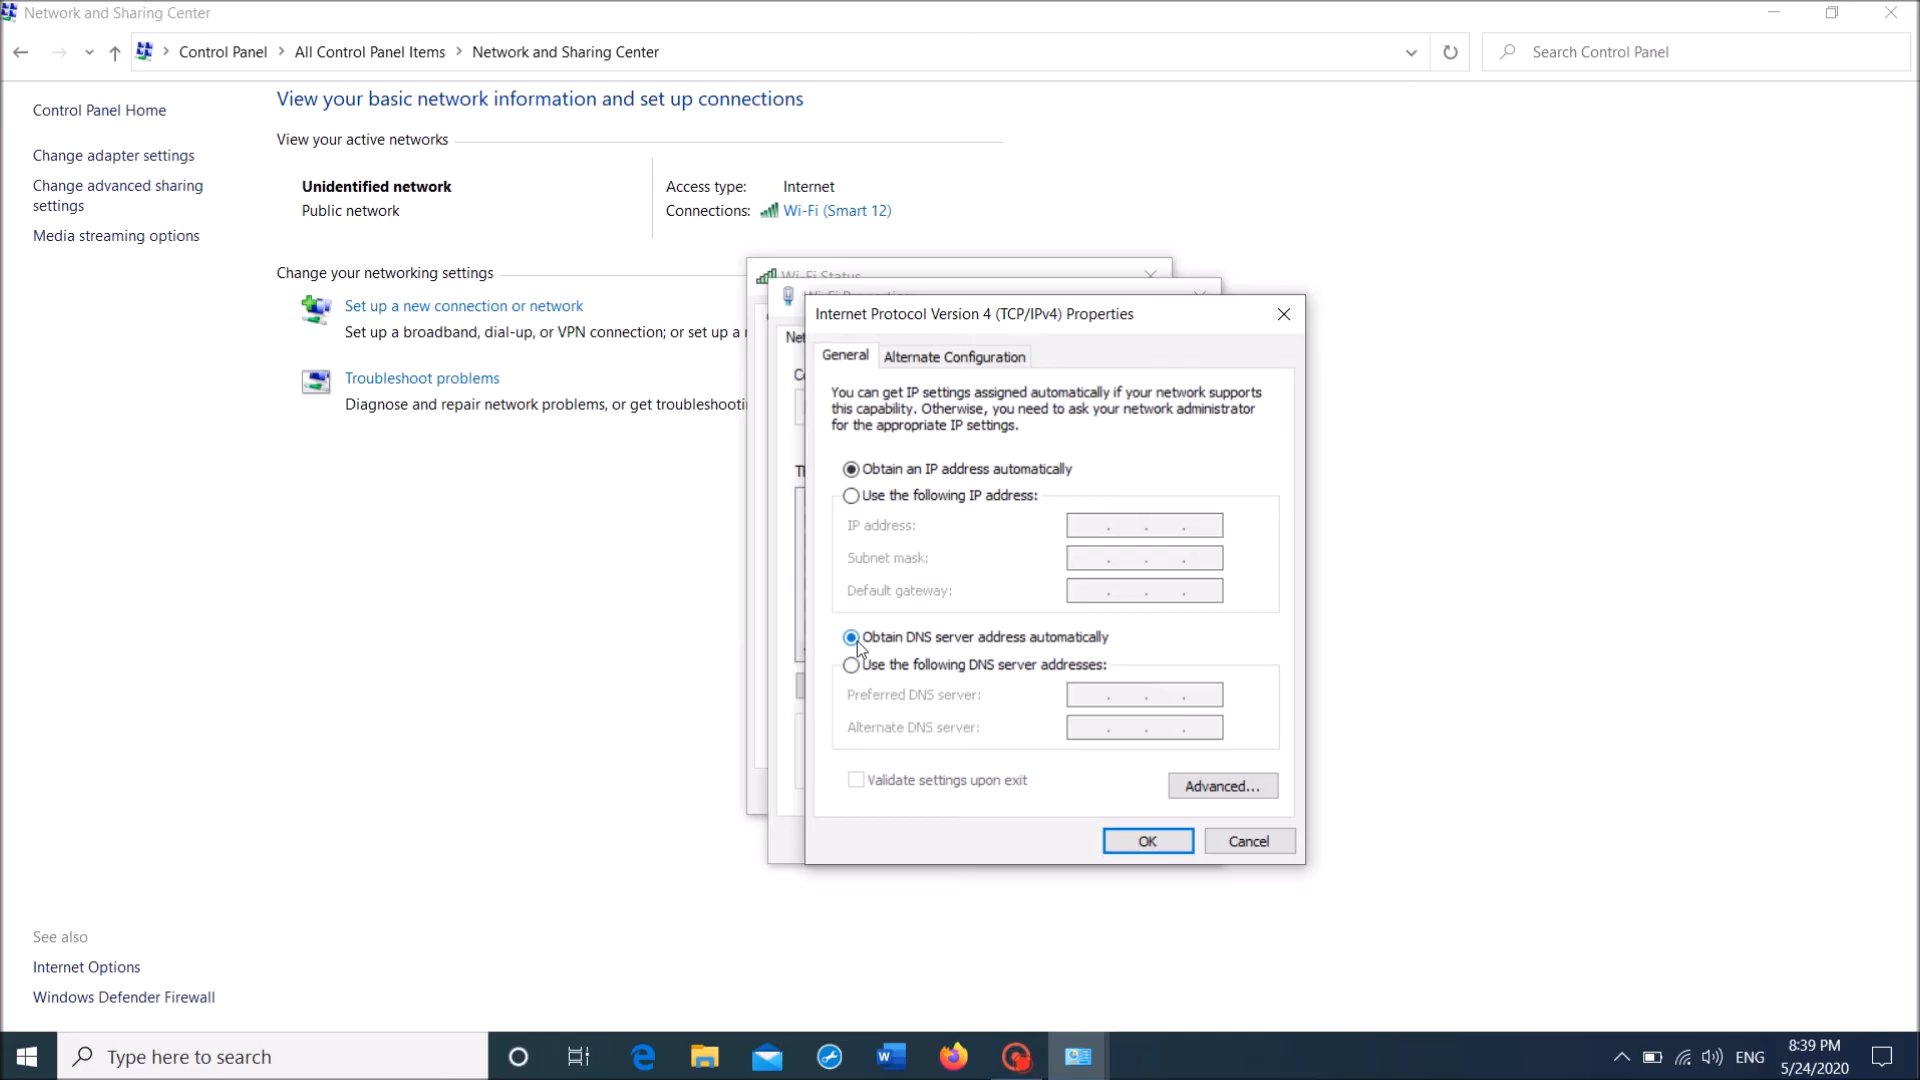 Network and Sharing Center
Control Panel > All Control Panel Items > Network and Sharing Center
Search Control Panel
Control Panel Home
Change adapter settings
Change advanced sharing
settings
Media streaming options
View your basic network information and set up connections
View your active networks
Unidentified network
Public network
Access type: Internet
Connections: Wi-Fi (Smart 12)
Change your networking settings
Set up a new connection or network
Set up a broadband, dial-up, or VPN connection; or set up a
Troubleshoot problems
Diagnose and repair network problems, or get
Wi-Fi Status
Internet Protocol Version 4 (TCP/IPv4) Properties
General
Alternate Configuration
You can get IP settings assigned automatically if your network supports
this capability. Otherwise, you need to ask your network administrator
for the appropriate IP settings.
Obtain an IP address automatically
Use the following IP address:
IP address:
Subnet mask:
Default gateway:
Obtain DNS server address automatically
Use the following DNS server addresses:
Preferred DNS server:
Alternate DNS server:
Validate settings upon exit
Advanced...
OK
Cancel
See also
Internet Options
Windows Defender Firewall
Type here to search
ENG
8:39 PM
5/24/2020